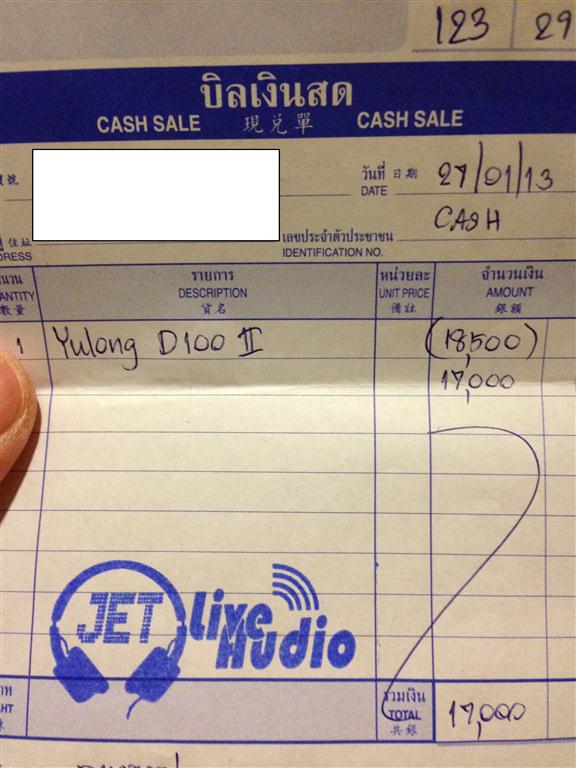 123 29
บิลเงินสด
CASH SALE 現兌單 CASH SALE
วันที่ 日期 27/01/13
DATE
CASH
เลขประจำตัวประชาชน
住址
IDENTIFICATION NO.
รายการ หน่วยละ จำนวนเงิน
DESCRIPTION UNIT PRICE AMOUNT
數量 貨名 備註 銀額
1 Yulong D100 II (18,500)
17,000
JET Live Audio
รวมเงิน
TOTAL 17,000
共銀